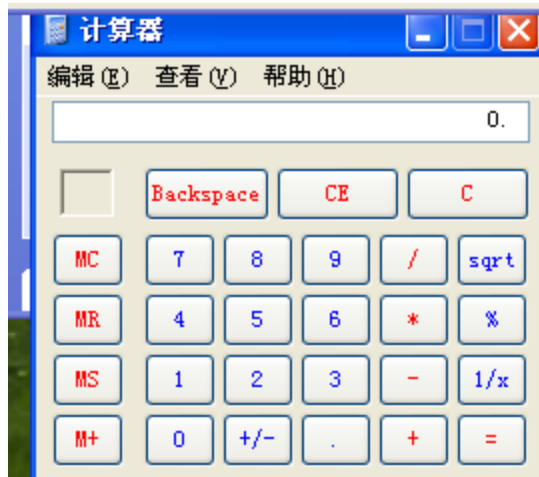 计算器
编辑(E) 查看(V) 帮助(H)
0.
Backspace CE C
MC 7 8 9 / sqrt
MR 4 5 6 * %
MS 1 2 3 - 1/x
M+ 0 +/- . + =